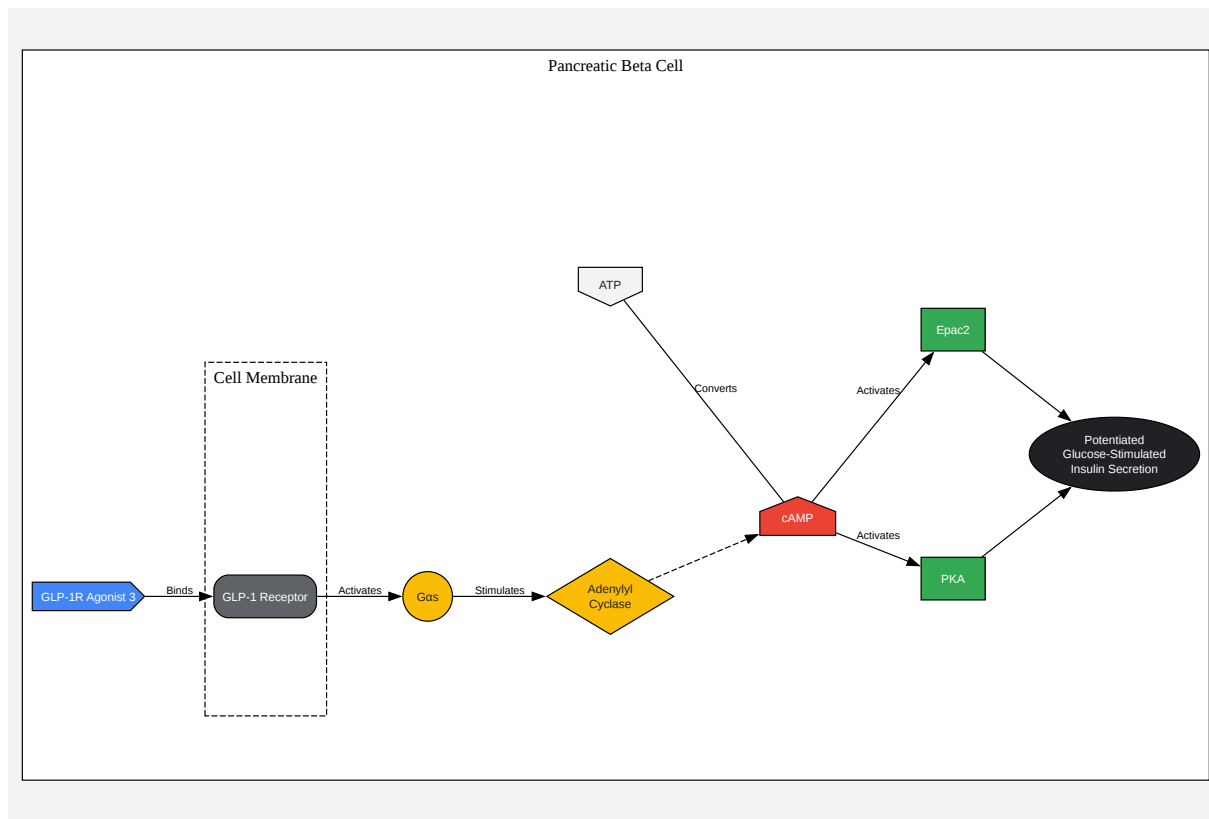 Pancreatic Beta Cell
ATP
Epac2
Converts
Activates
Cell Membrane
Potentiated
Glucose-Stimulated
Insulin Secretion
cAMP
Activates
PKA
GLP-1R Agonist 3
Binds
GLP-1 Receptor
Activates
Gαs
Stimulates
Adenylyl
Cyclase